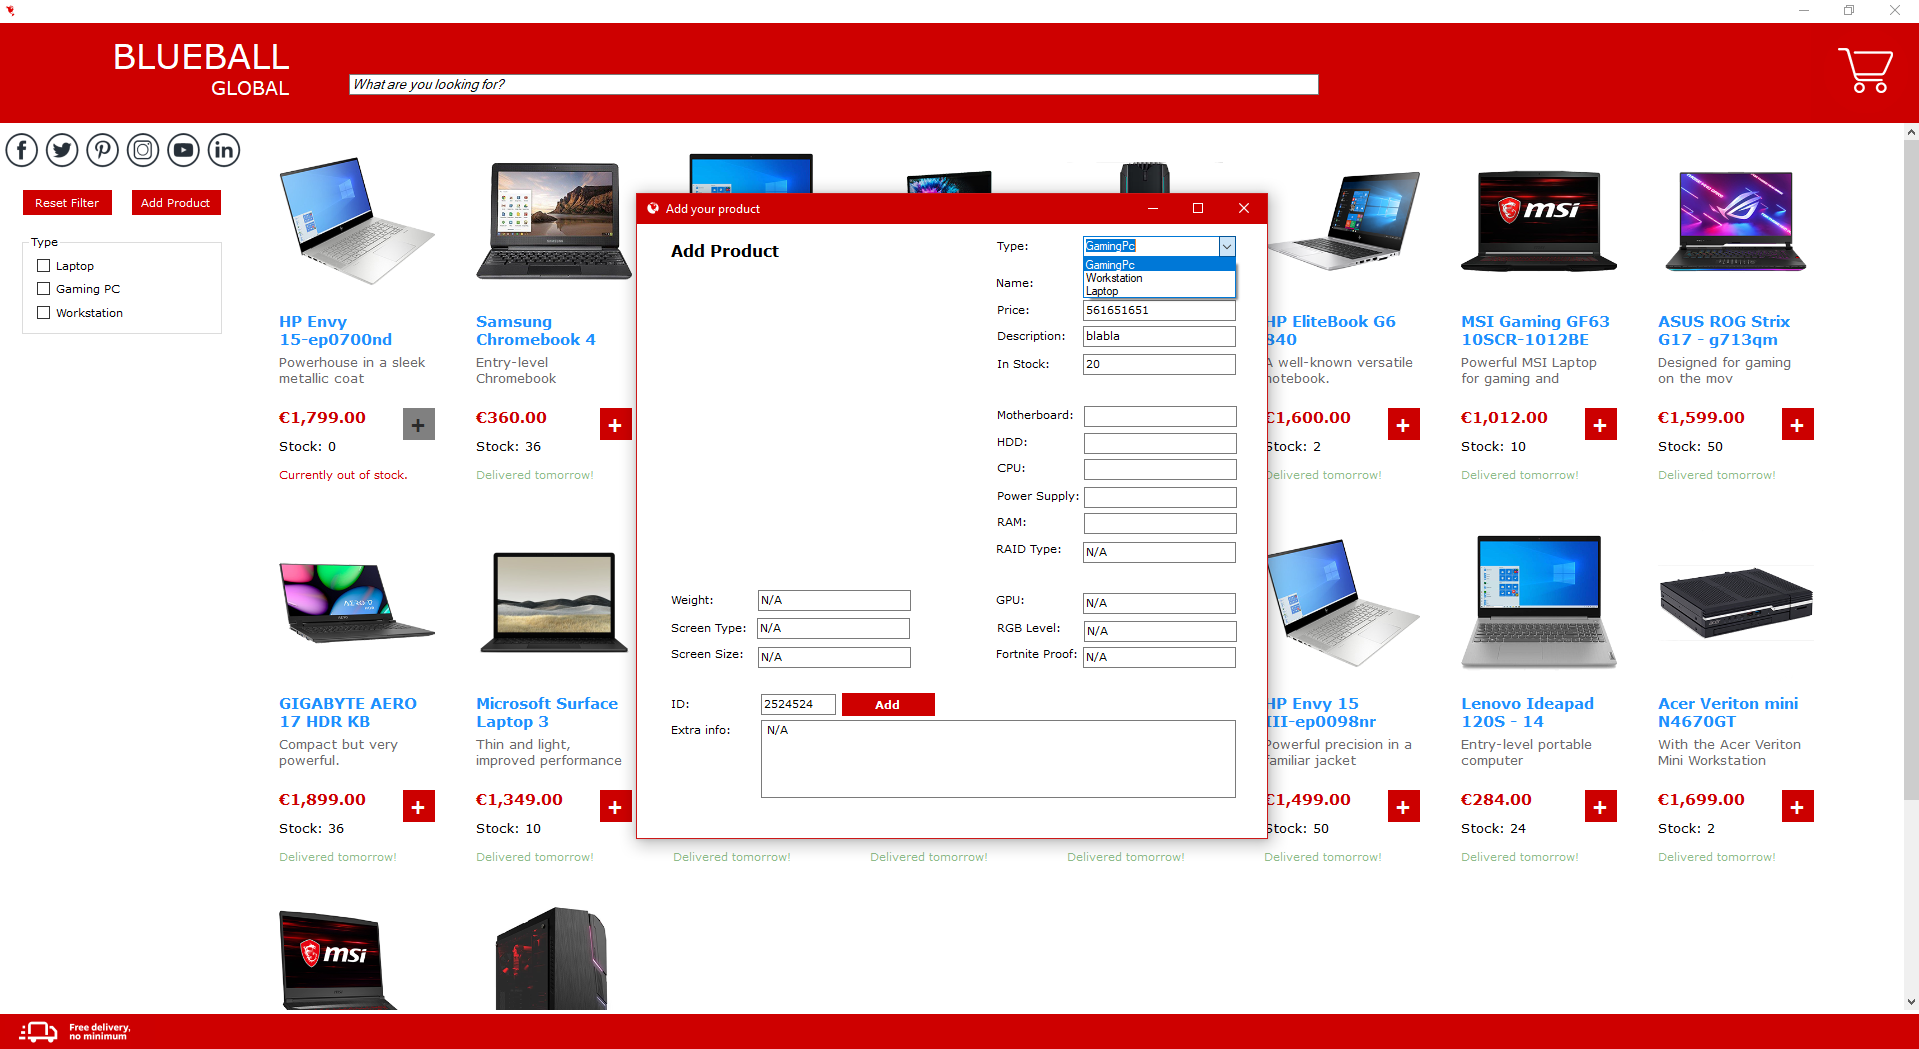 BLUEBALL
GLOBAL
What are you looking for?
Reset Filter
Add Product
Type
Laptop
Gaming PC
Workstation
HP Envy
15-ep0700nd
Powerhouse in a sleek
metallic coat
€1,799.00
+
Stock: 0
Currently out of stock.
Samsung
Chromebook 4
Entry-level
Chromebook
€360.00
+
Stock: 36
Delivered tomorrow!
Add your product
Add Product
Type:
GamingPc
GamingPc
Workstation
Laptop
Name:
Price:
561651651
Description:
blabla
In Stock:
20
Motherboard:
HDD:
CPU:
Power Supply:
RAM:
RAID Type:
N/A
Weight:
N/A
Screen Type:
N/A
Screen Size:
N/A
GPU:
N/A
RGB Level:
N/A
Fortnite Proof:
N/A
ID:
2524524
Add
Extra info:
N/A
HP EliteBook G6
840
A well-known versatile
notebook.
€1,600.00
+
Stock: 2
Delivered tomorrow!
msi
MSI Gaming GF63
10SCR-1012BE
Powerful MSI Laptop
for gaming and
€1,012.00
+
Stock: 10
Delivered tomorrow!
ASUS ROG Strix
G17 - g713qm
Designed for gaming
on the mov
€1,599.00
+
Stock: 50
Delivered tomorrow!
GIGABYTE AERO
17 HDR KB
Compact but very
powerful.
€1,899.00
+
Stock: 36
Delivered tomorrow!
Microsoft Surface
Laptop 3
Thin and light,
improved performance
€1,349.00
+
Stock: 10
Delivered tomorrow!
Delivered tomorrow!
Delivered tomorrow!
Delivered tomorrow!
HP Envy 15
III-ep0098nr
Powerful precision in a
familiar jacket
€1,499.00
+
Stock: 50
Delivered tomorrow!
Lenovo Ideapad
120S - 14
Entry-level portable
computer
€284.00
+
Stock: 24
Delivered tomorrow!
Acer Veriton mini
N4670GT
With the Acer Veriton
Mini Workstation
€1,699.00
+
Stock: 2
Delivered tomorrow!
msi
Free delivery,
no minimum